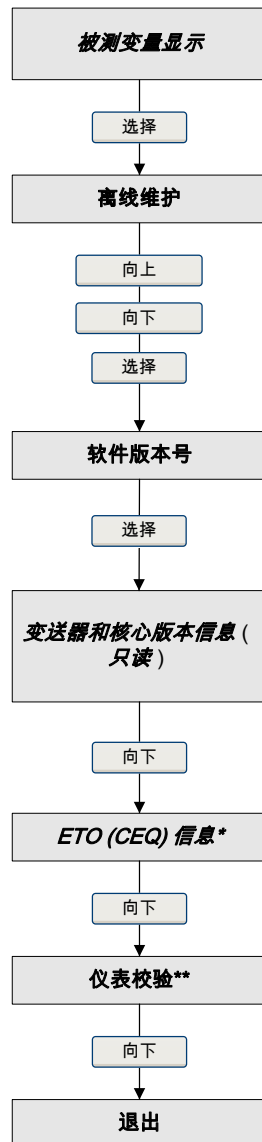 被测变量显示
选择
离线维护
向上
向下
选择
软件版本号
选择
变送器和核心版本信息 (
只读 )
向下
ETO (CEQ) 信息*
向下
仪表校验**
向下
退出